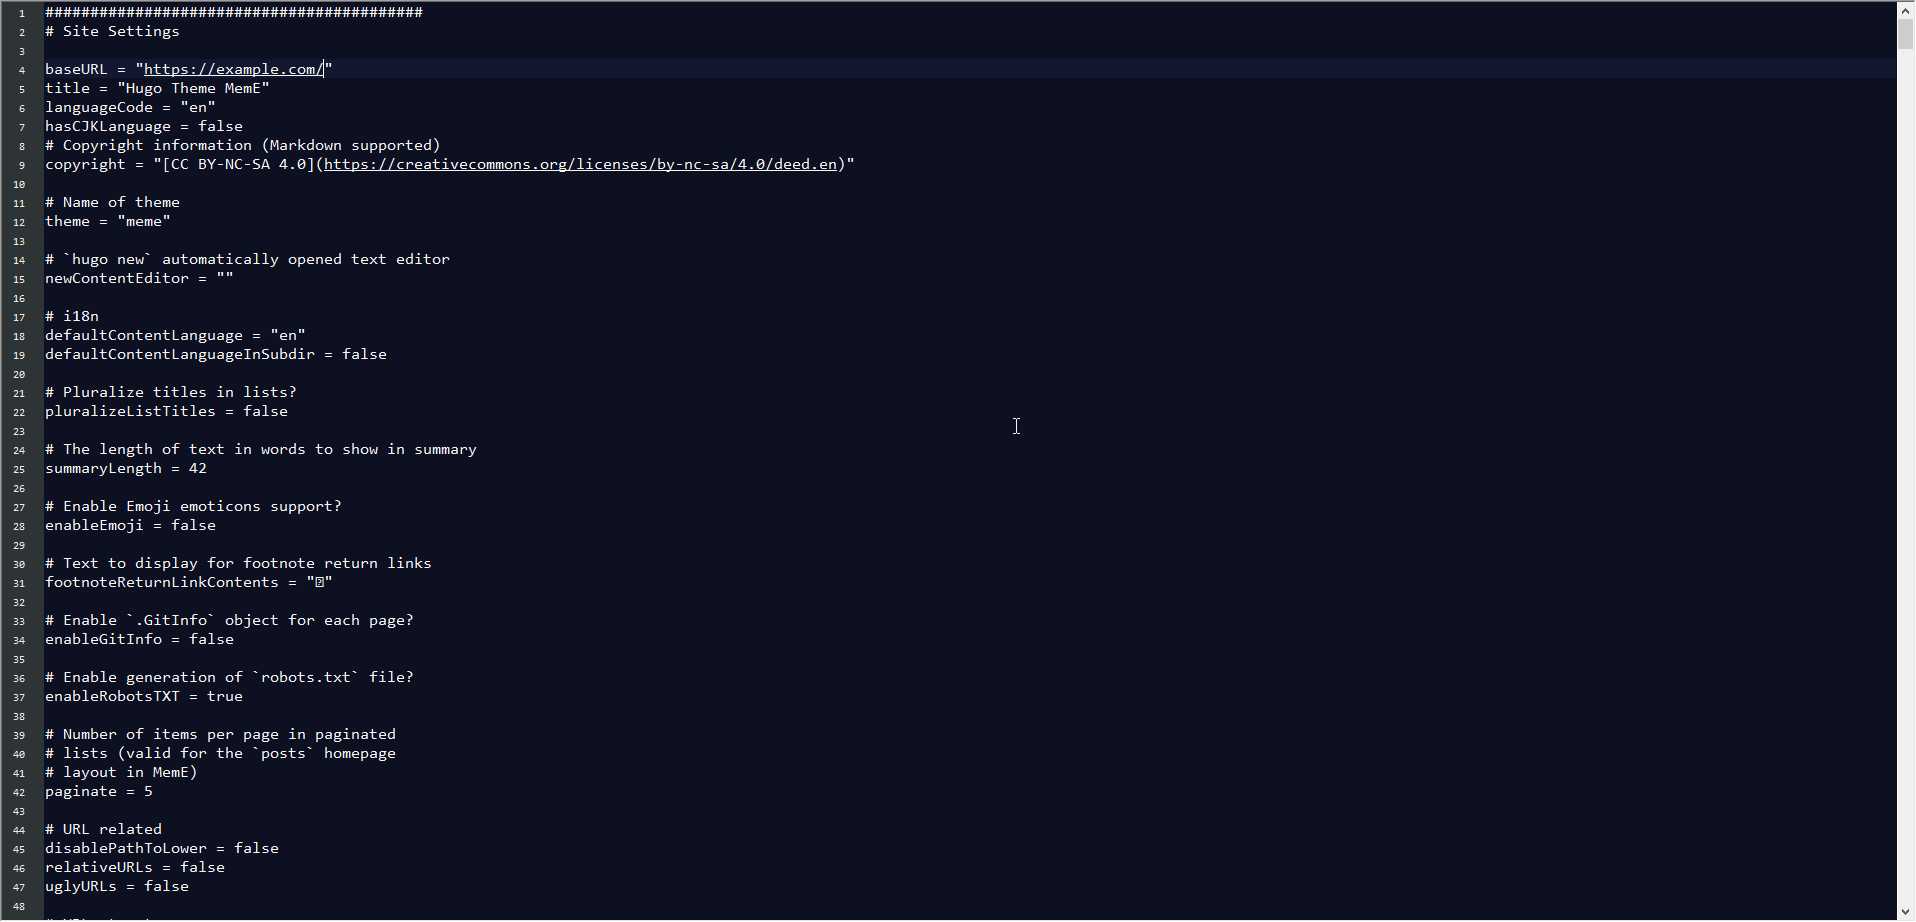 1 ##########################################
2 # Site Settings
3
4 baseURL = "https://example.com/"
5 title = "Hugo Theme MemE"
6 languageCode = "en"
7 hasCJKLanguage = false
8 # Copyright information (Markdown supported)
9 copyright = "[CC BY-NC-SA 4.0](https://creativecommons.org/licenses/by-nc-sa/4.0/deed.en)"
10
11 # Name of theme
12 theme = "meme"
13
14 # `hugo new` automatically opened text editor
15 newContentEditor = ""
16
17 # i18n
18 defaultContentLanguage = "en"
19 defaultContentLanguageInSubdir = false
20
21 # Pluralize titles in lists?
22 pluralizeListTitles = false
23
24 # The length of text in words to show in summary
25 summaryLength = 42
26
27 # Enable Emoji emoticons support?
28 enableEmoji = false
29
30 # Text to display for footnote return links
31 footnoteReturnLinkContents = "⍰"
32
33 # Enable `.GitInfo` object for each page?
34 enableGitInfo = false
35
36 # Enable generation of `robots.txt` file?
37 enableRobotsTXT = true
38
39 # Number of items per page in paginated
40 # lists (valid for the `posts` homepage
41 # layout in MemE)
42 paginate = 5
43
44 # URL related
45 disablePathToLower = false
46 relativeURLs = false
47 uglyURLs = false
48